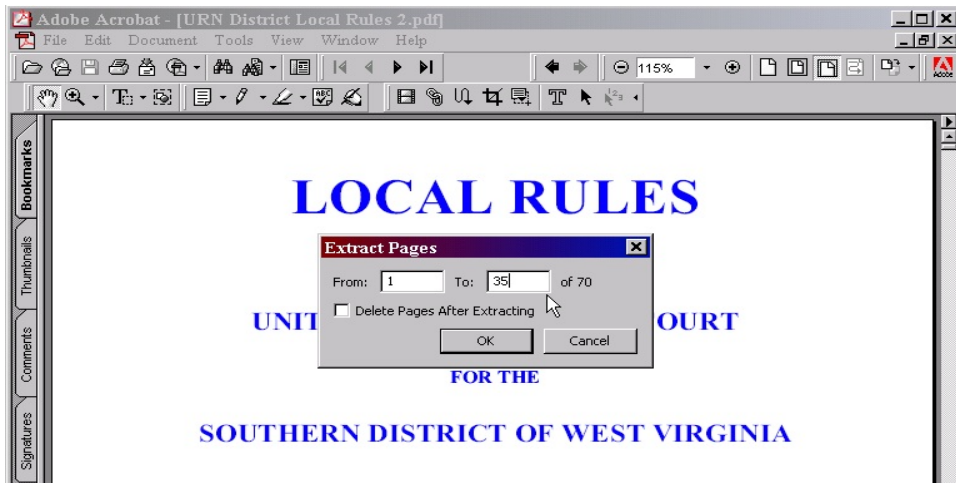 Adobe Acrobat - [URN District Local Rules 2.pdf]
File Edit Document Tools View Window Help
115%
Bookmarks
Thumbnails
Comments
Signatures
LOCAL RULES
Extract Pages
From: 1 To: 35 of 70
Delete Pages After Extracting
OK Cancel
UNIT OURT
FOR THE
SOUTHERN DISTRICT OF WEST VIRGINIA